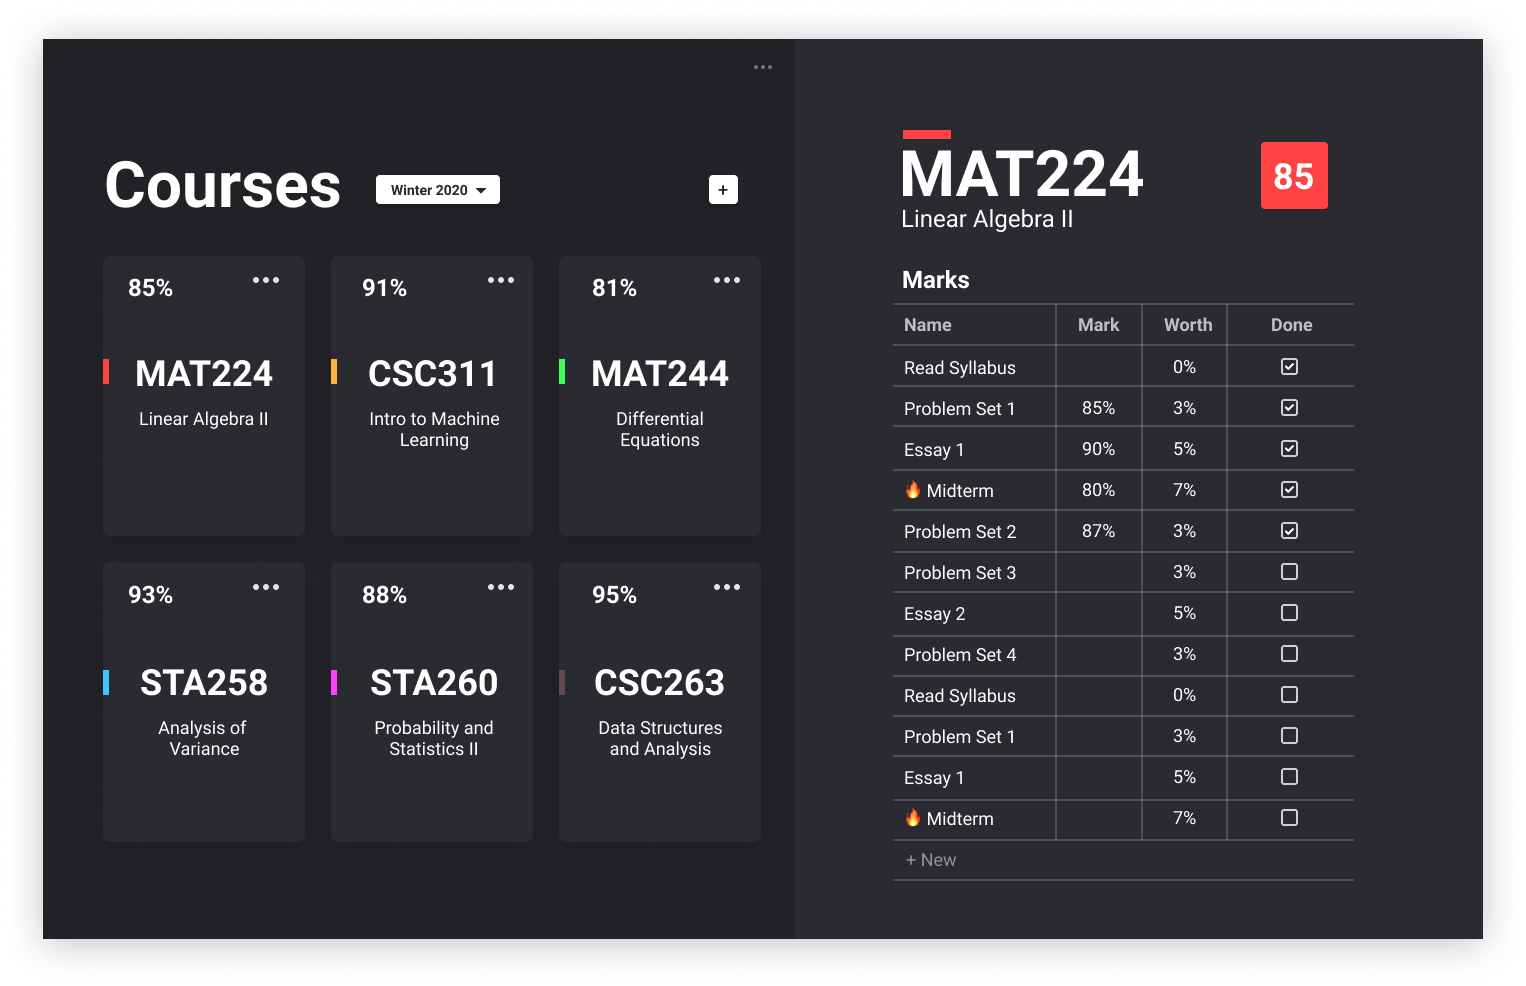 Courses
Winter 2020
+
85%
MAT224
Linear Algebra II
91%
CSC311
Intro to Machine
Learning
81%
MAT244
Differential
Equations
93%
STA258
Analysis of
Variance
88%
STA260
Probability and
Statistics II
95%
CSC263
Data Structures
and Analysis
MAT224
85
Linear Algebra II
Marks
Name Mark Worth Done
Read Syllabus 0%
Problem Set 1 85% 3%
Essay 1 90% 5%
🔥 Midterm 80% 7%
Problem Set 2 87% 3%
Problem Set 3 3%
Essay 2 5%
Problem Set 4 3%
Read Syllabus 0%
Problem Set 1 3%
Essay 1 5%
🔥 Midterm 7%
+ New